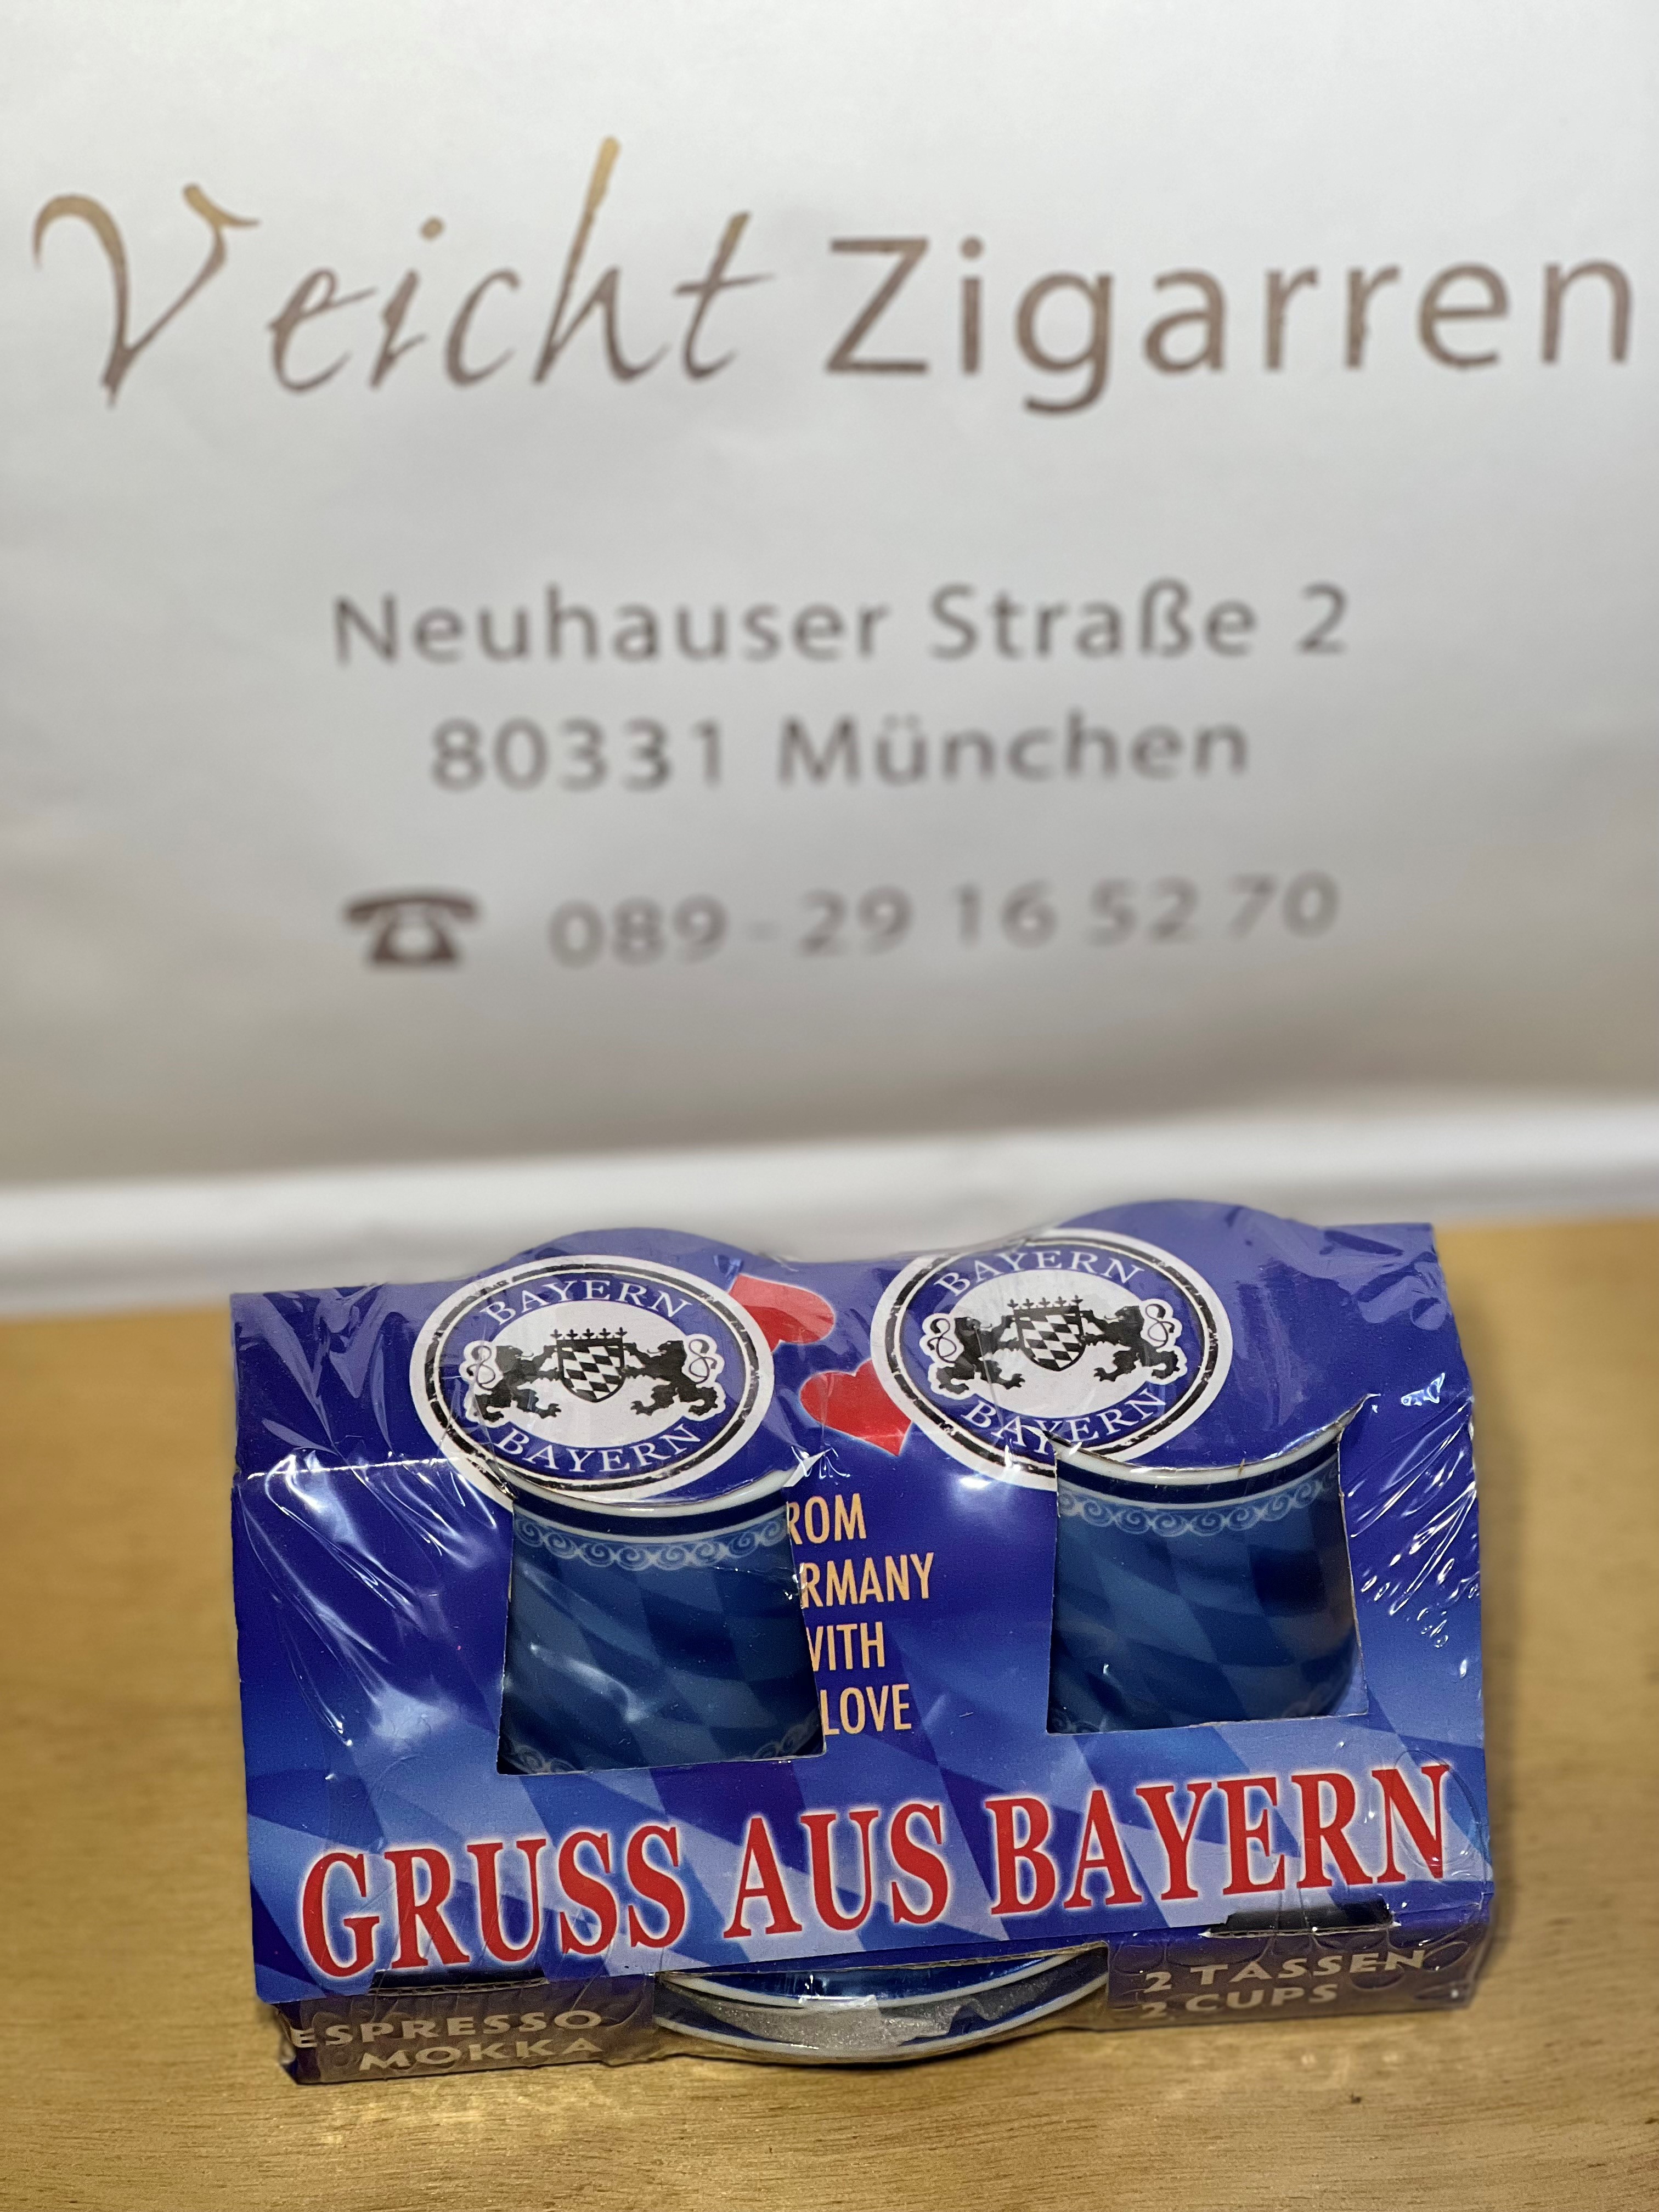 Veicht Zigarren
Neuhauser Straße 2
80331 München
☎ 089 - 29 16 52 70
BAYERN
BAYERN
BAYERN
BAYERN
ROM
RMANY
WITH
LOVE
GRUSS AUS BAYERN
ESPRESSO
MOKKA
2 TASSEN
2 CUPS